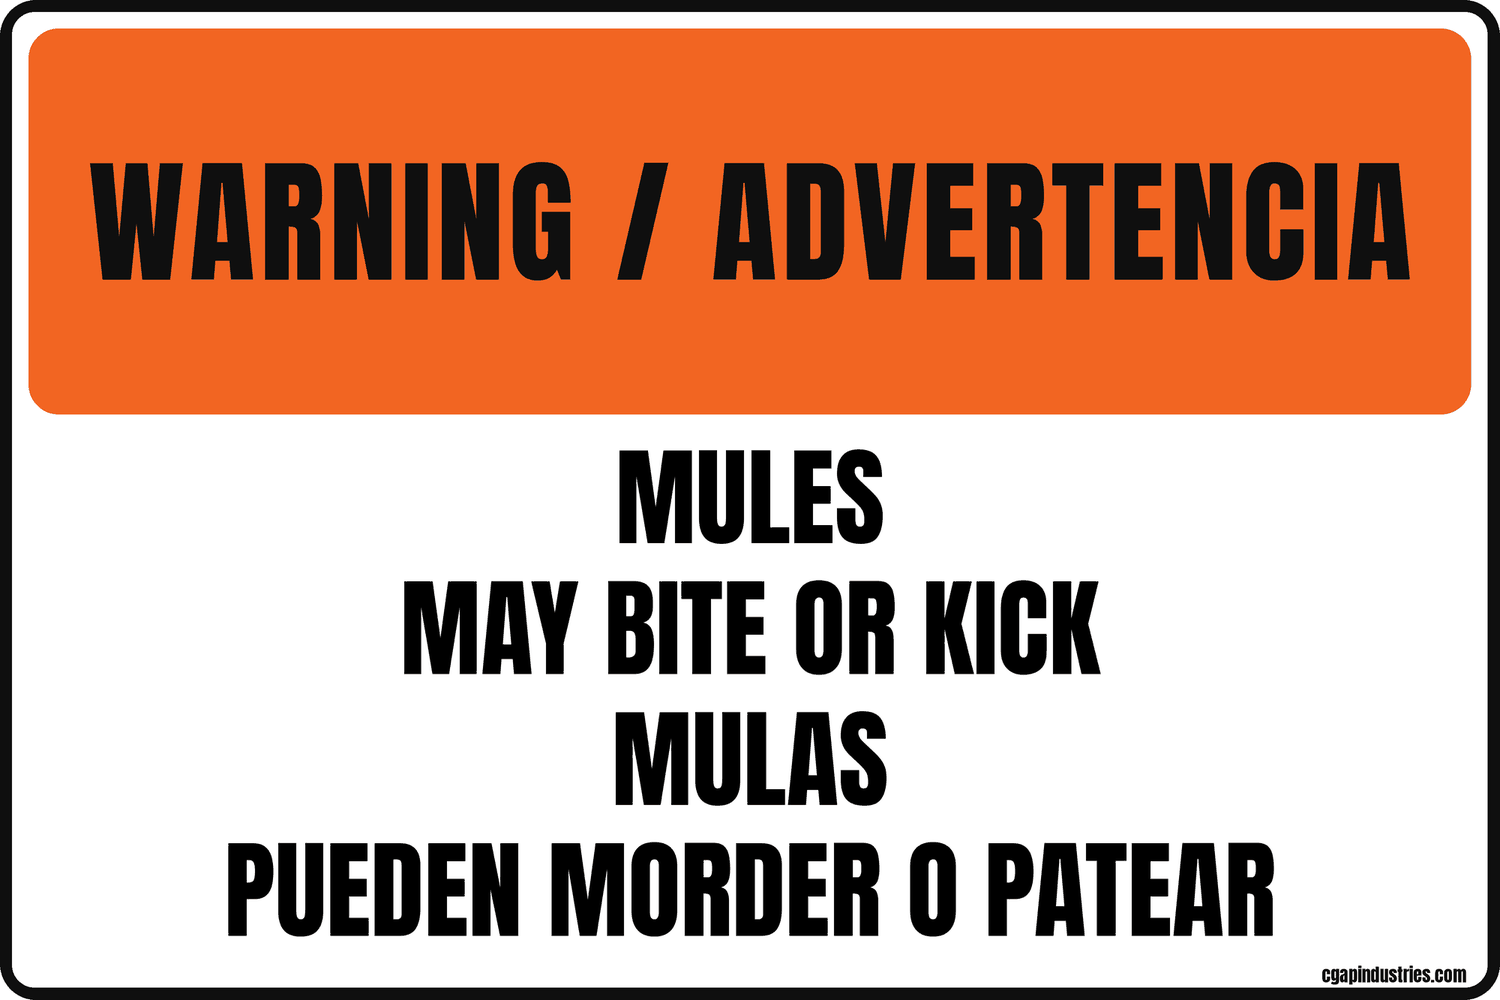 WARNING / ADVERTENCIA
MULES
MAY BITE OR KICK
MULAS
PUEDEN MORDER O PATEAR
cgapindustries.com